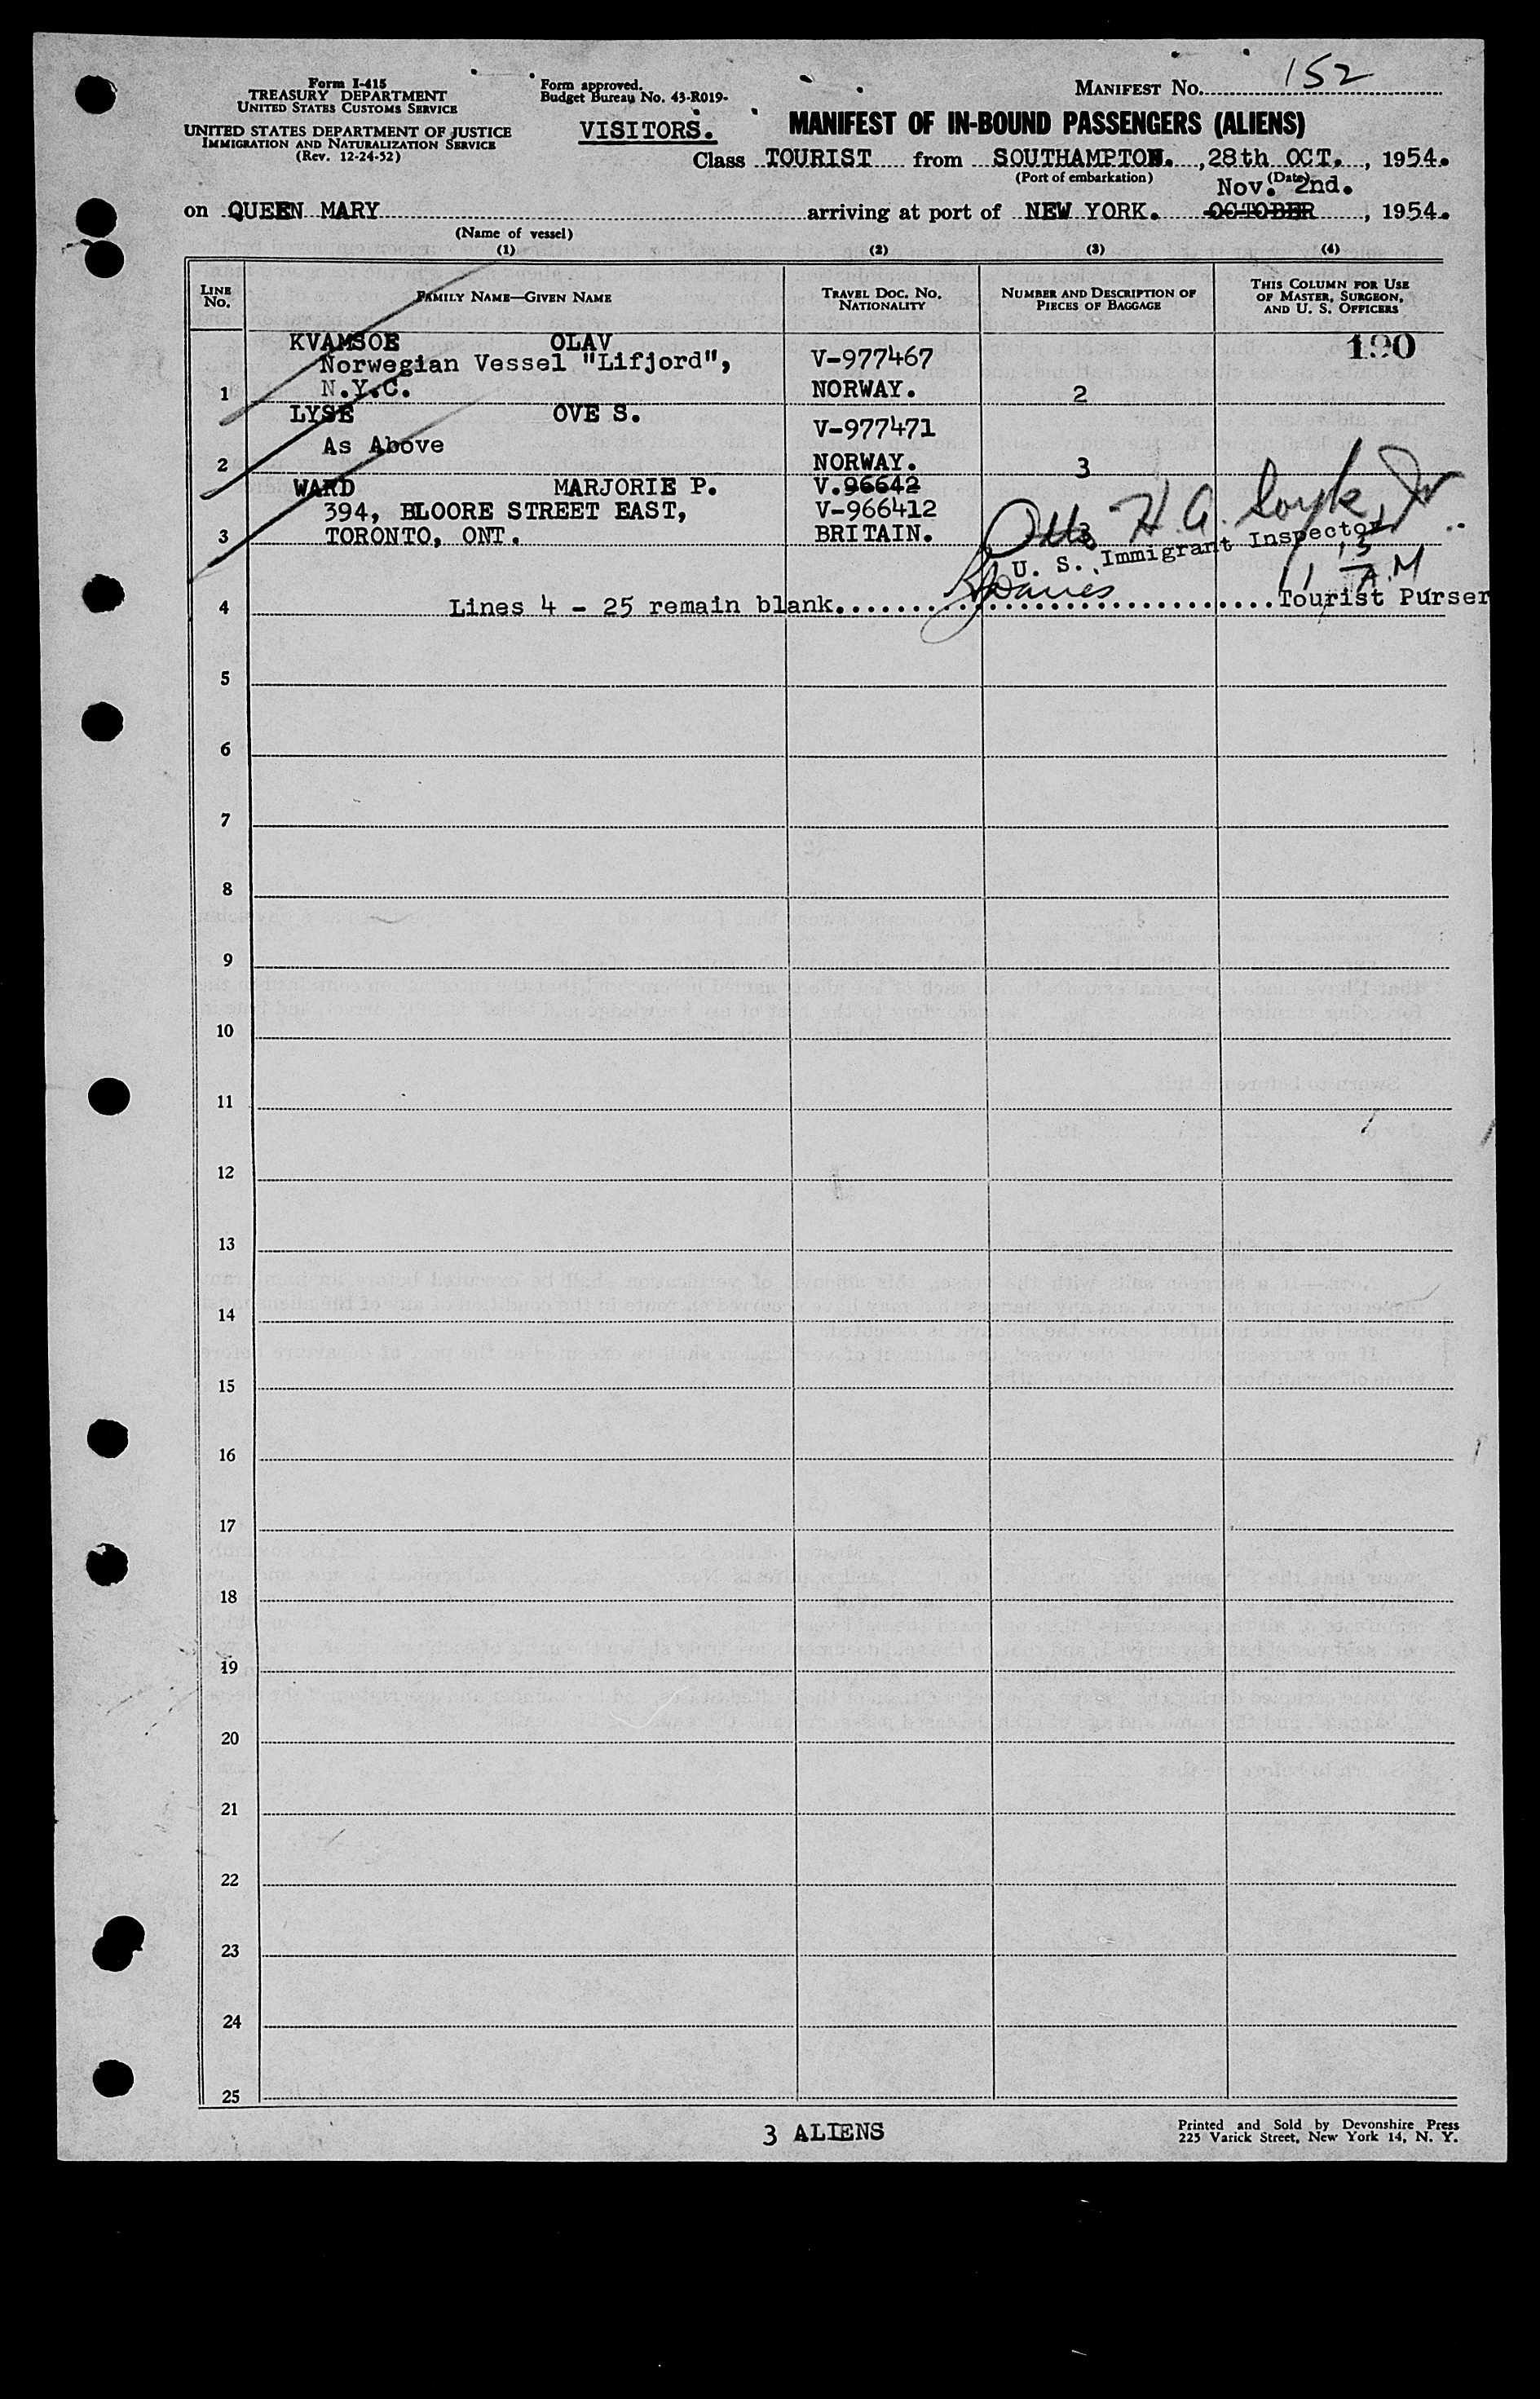 Form I-415
TREASURY DEPARTMENT
UNITED STATES CUSTOMS SERVICE
UNITED STATES DEPARTMENT OF JUSTICE
IMMIGRATION AND NATURALIZATION SERVICE
(Rev. 12-24-52)
Form approved.
Budget Bureau No. 43-R019-
VISITORS.
MANIFEST No. 152
MANIFEST OF IN-BOUND PASSENGERS (ALIENS)
Class TOURIST from SOUTHAMPTON., 28th OCT., 1954.
(Port of embarkation) (Date)
Nov. 2nd.
on QUEEN MARY arriving at port of NEW YORK. OCTOBER, 1954.
(Name of vessel)
(1) (2) (3) (4)
LINE No. FAMILY NAME—GIVEN NAME TRAVEL DOC. NO. NATIONALITY NUMBER AND DESCRIPTION OF PIECES OF BAGGAGE THIS COLUMN FOR USE OF MASTER, SURGEON, AND U. S. OFFICERS
190
KVAMSOE OLAV
Norwegian Vessel "Lifjord", V-977467
1 N.Y.C. NORWAY. 2
LYSE OVE S.
V-977471
As Above
2 NORWAY. 3
WARD MARJORIE P. V.96642
394, BLOORE STREET EAST, V-966412
3 TORONTO, ONT. BRITAIN. 3
Otto H. G.
Jr
U. S. Immigrant Inspector
11 15 A.M
Davies
4 Lines 4 - 25 remain blank..............................Tourist Purser
5
6
7
8
9
10
11
12
13
14
15
16
17
18
19
20
21
22
23
24
25
3 ALIENS
Printed and Sold by Devonshire Press
225 Varick Street, New York 14, N. Y.